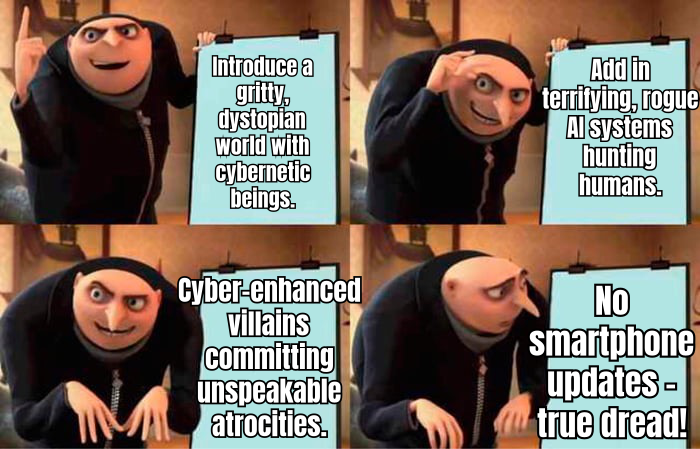 Introduce a
gritty,
dystopian
world with
cybernetic
beings.
Add in
terrifying, rogue
AI systems
hunting
humans.
Cyber-enhanced
villains
committing
unspeakable
atrocities.
No
smartphone
updates -
true dread!